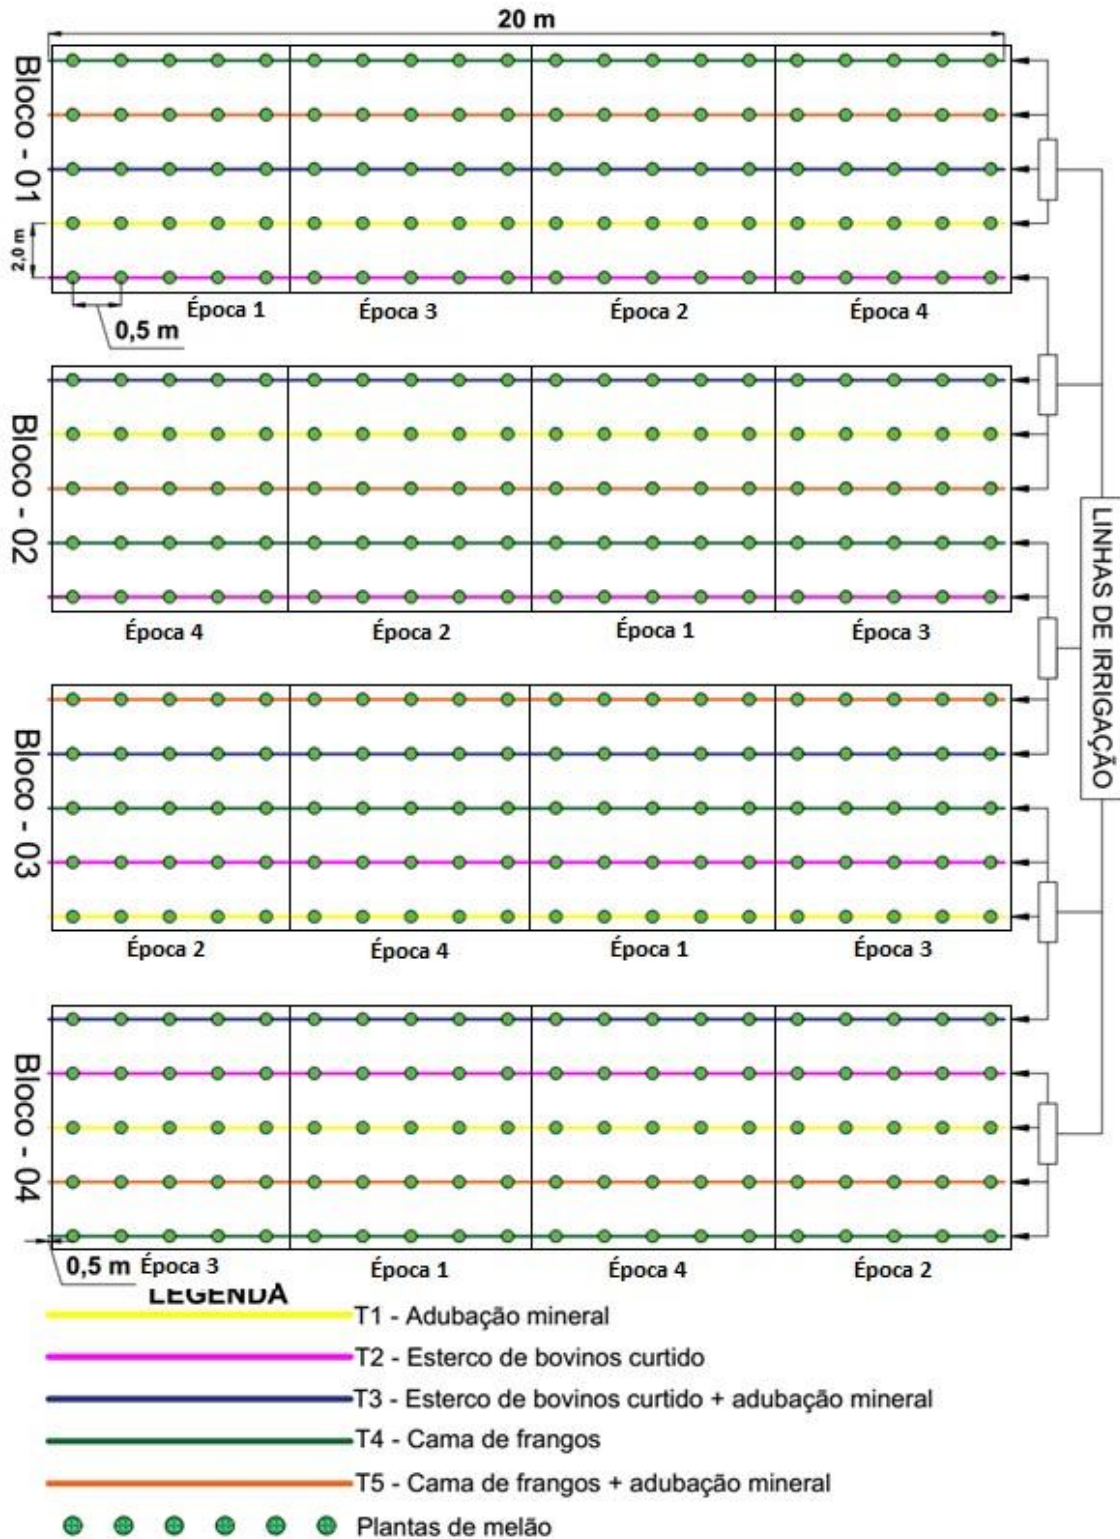 20 m
Bloco - 01
2,0 m
Época 1 Época 3 Época 2 Época 4
0,5 m
Bloco - 02
Época 4 Época 2 Época 1 Época 3
LINHAS DE IRRIGAÇÃO
Bloco - 03
Época 2 Época 4 Época 1 Época 3
Bloco - 04
0,5 m Época 3 Época 1 Época 4 Época 2
LEGENDA
T1 - Adubação mineral
T2 - Esterco de bovinos curtido
T3 - Esterco de bovinos curtido + adubação mineral
T4 - Cama de frangos
T5 - Cama de frangos + adubação mineral
Plantas de melão